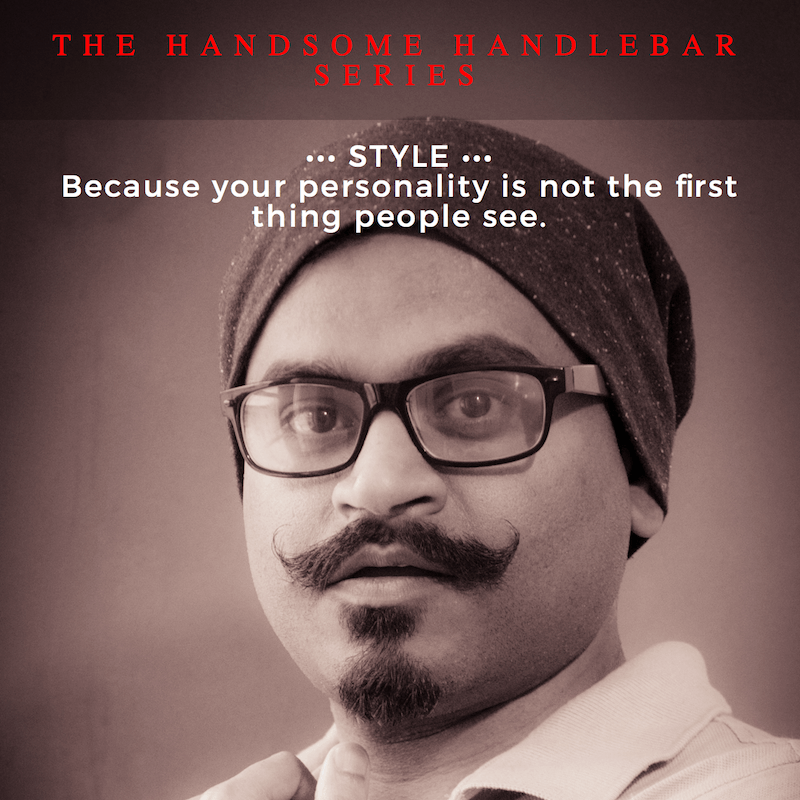 THE HANDSOME HANDLEBAR
SERIES
••• STYLE •••
Because your personality is not the first
thing people see.